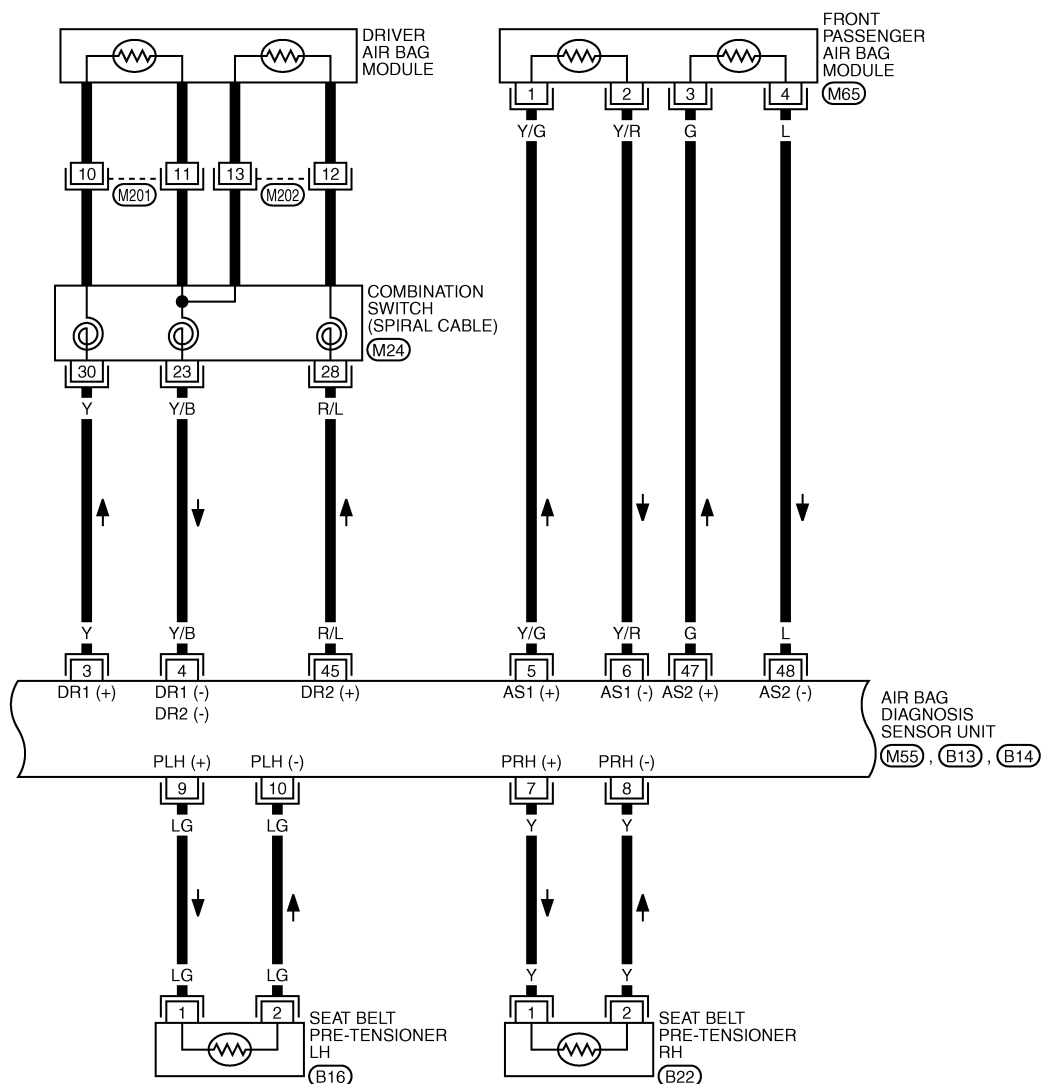 DRIVER
AIR BAG
MODULE
FRONT
PASSENGER
AIR BAG
MODULE
M65
1 2 3 4
Y/G Y/R G L
10 11 13 12
M201 M202
COMBINATION
SWITCH
(SPIRAL CABLE)
M24
30 23 28
Y Y/B R/L
Y Y/B R/L Y/G Y/R G L
3 4 45 5 6 47 48
DR1 (+) DR1 (-) DR2 (+) AS1 (+) AS1 (-) AS2 (+) AS2 (-)
DR2 (-)
AIR BAG
DIAGNOSIS
SENSOR UNIT
M55 , B13 , B14
PLH (+) PLH (-) PRH (+) PRH (-)
9 10 7 8
LG LG Y Y
LG LG Y Y
1 2 1 2
SEAT BELT
PRE-TENSIONER
LH
B16
SEAT BELT
PRE-TENSIONER
RH
B22